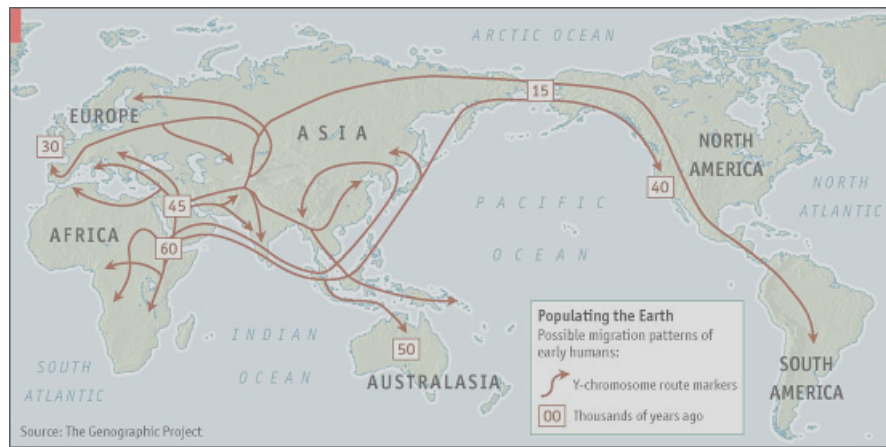 ARCTIC OCEAN
EUROPE
ASIA
15
30
NORTH
AMERICA
40
NORTH
ATLANTIC
45
PACIFIC
OCEAN
AFRICA
60
Populating the Earth
Possible migration patterns of
early humans:
Y-chromosome route markers
00 Thousands of years ago
INDIAN
OCEAN
50
AUSTRALASIA
SOUTH
ATLANTIC
SOUTH
AMERICA
Source: The Genographic Project